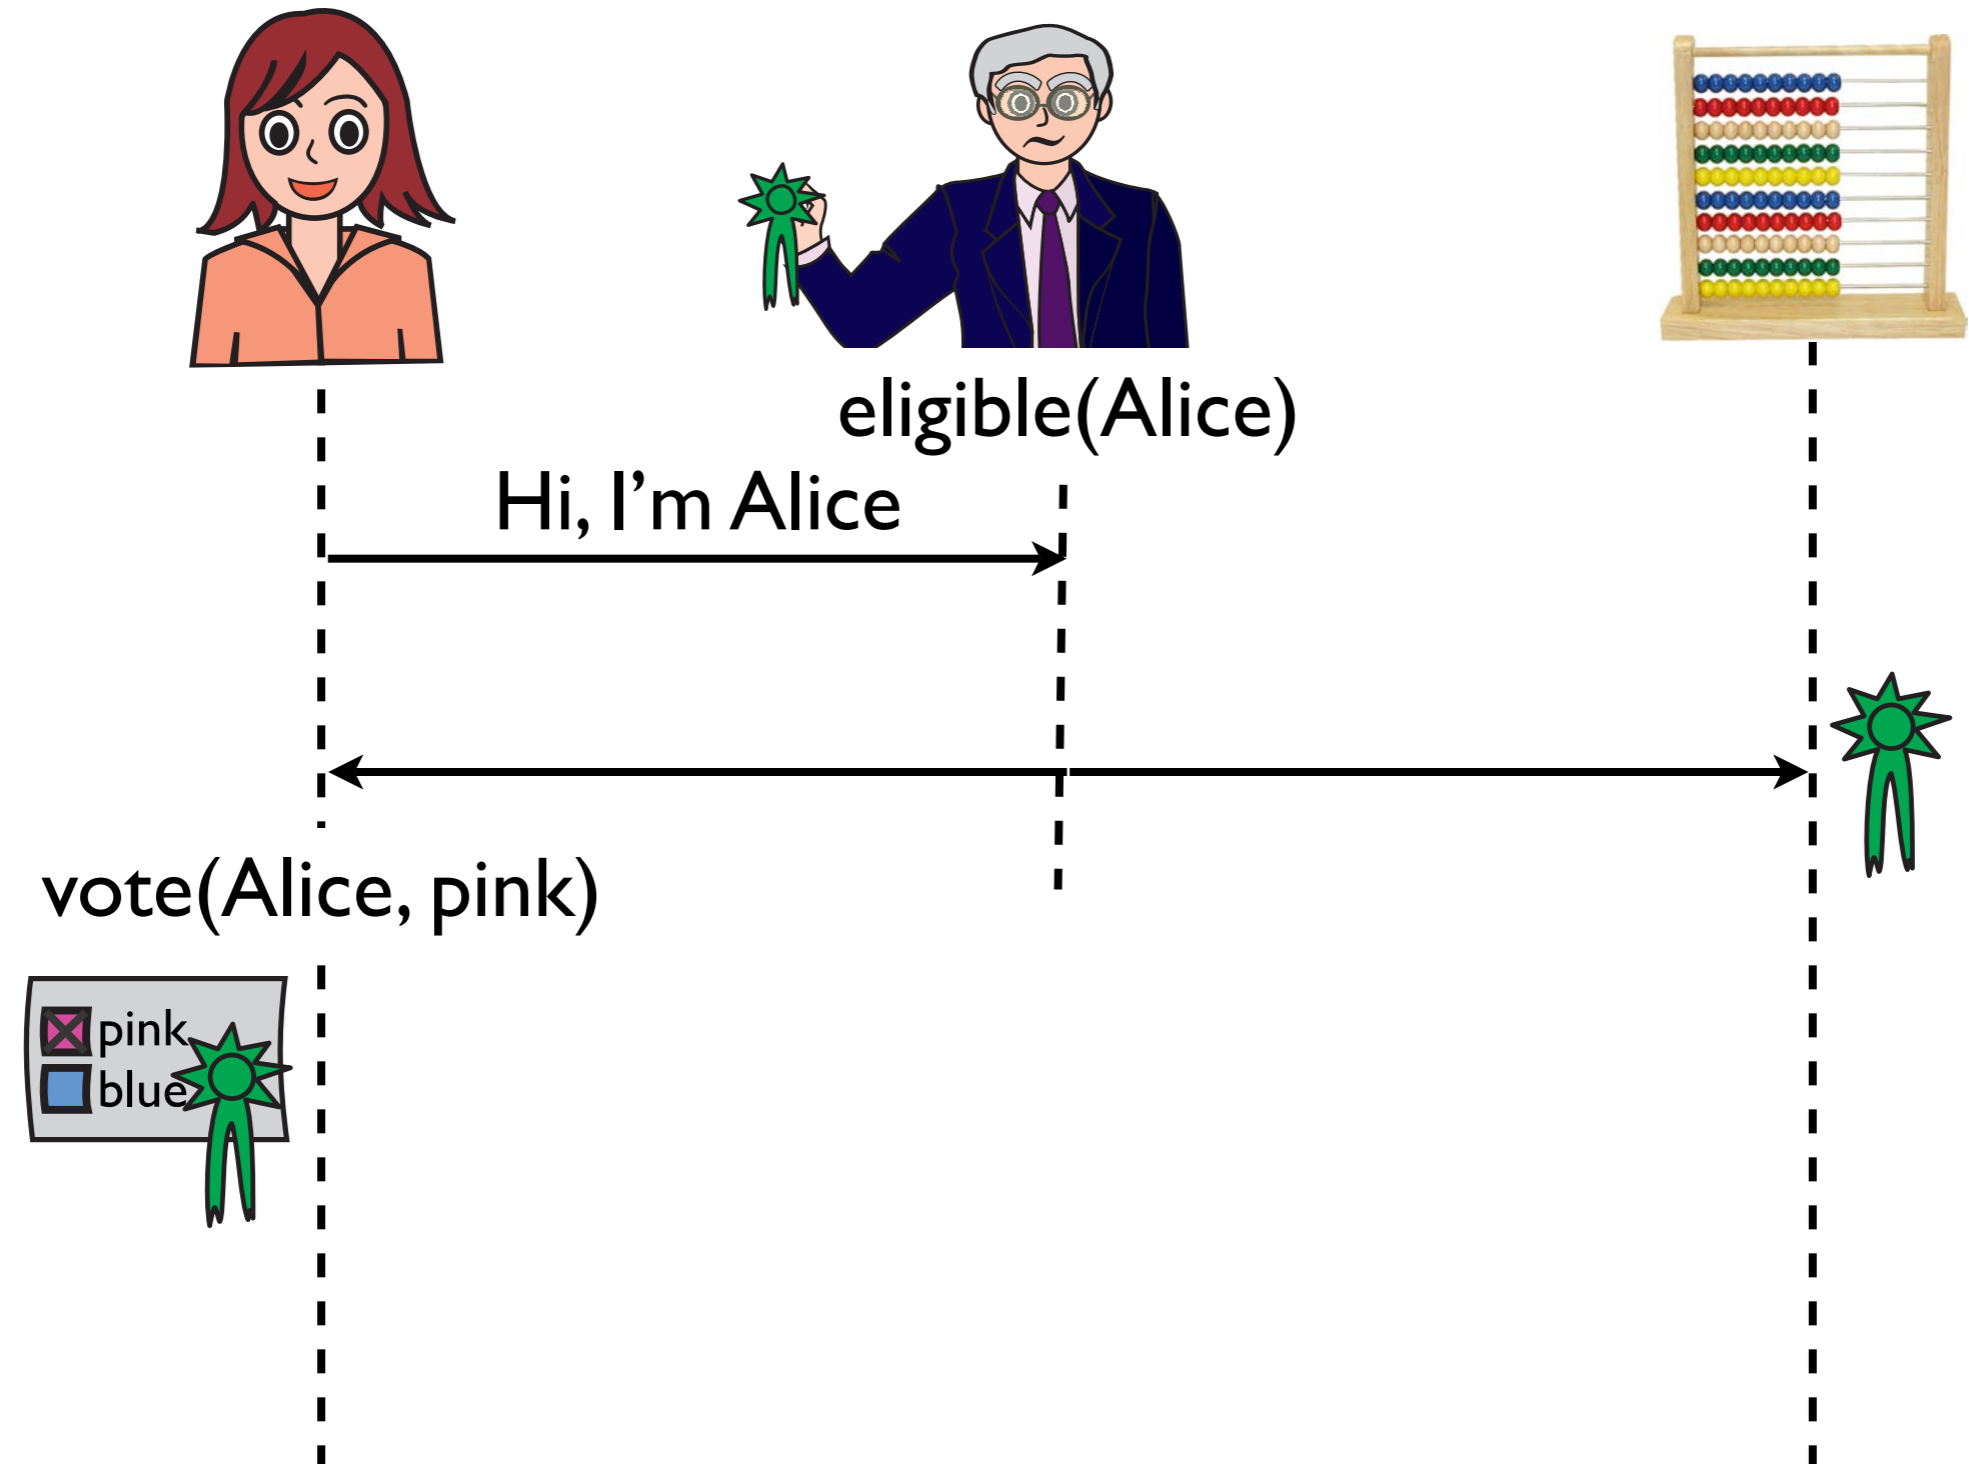 eligible(Alice)
Hi, I’m Alice
vote(Alice, pink)
pink
blue